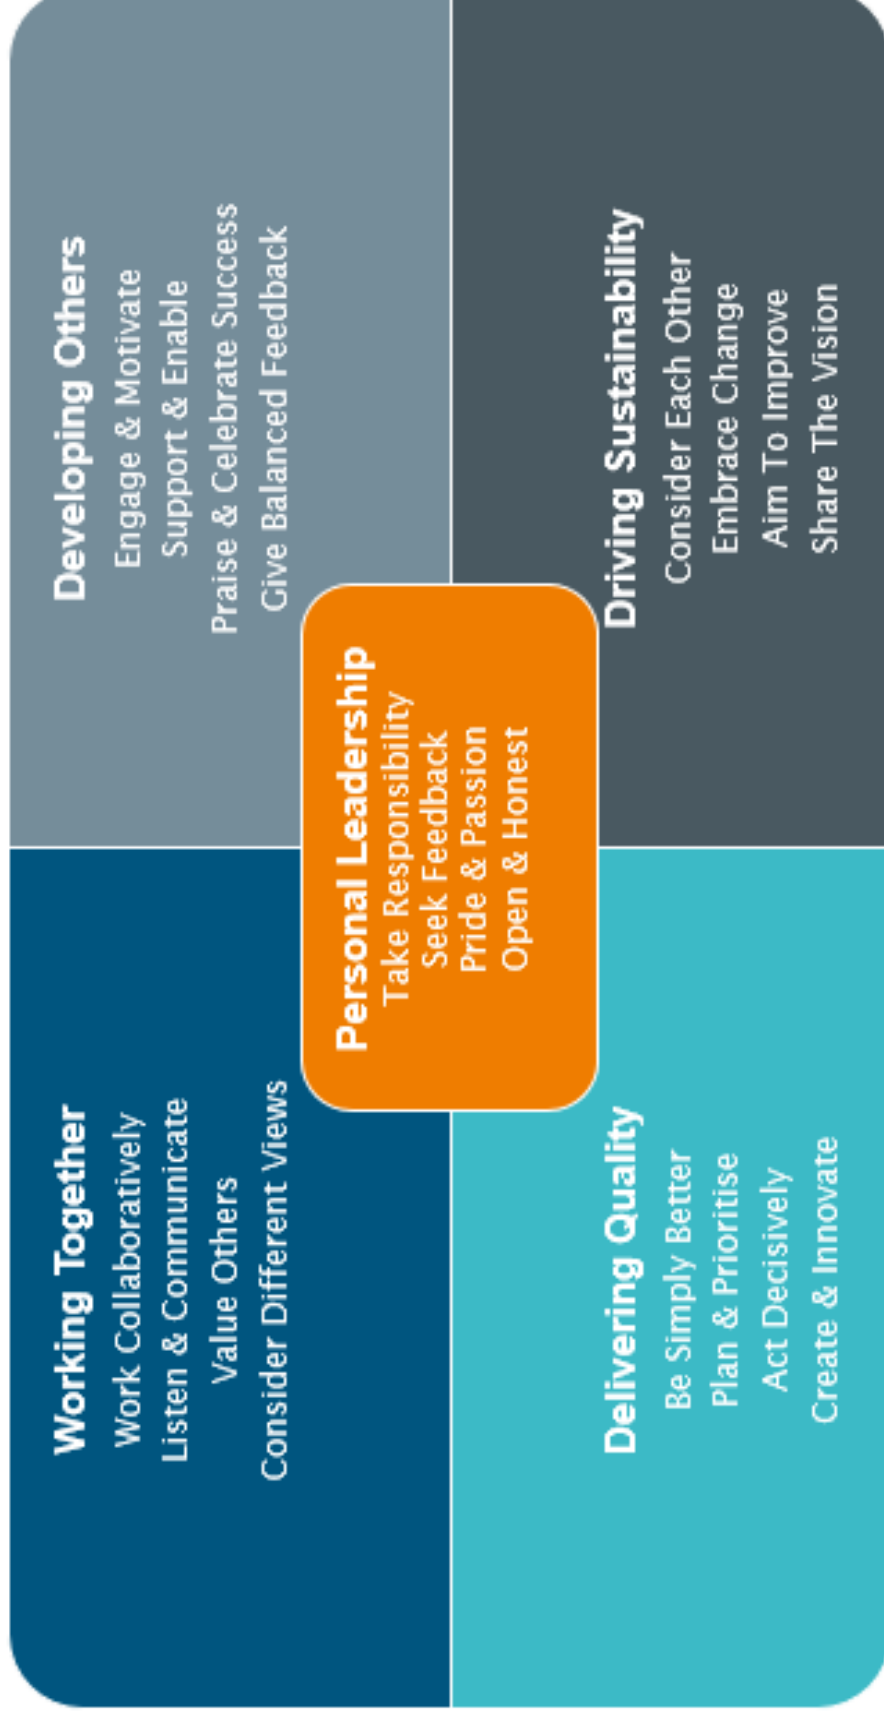 Working Together
Work Collaboratively
Listen & Communicate
Value Others
Consider Different Views
Developing Others
Engage & Motivate
Support & Enable
Praise & Celebrate Success
Give Balanced Feedback
Personal Leadership
Take Responsibility
Seek Feedback
Pride & Passion
Open & Honest
Delivering Quality
Be Simply Better
Plan & Prioritise
Act Decisively
Create & Innovate
Driving Sustainability
Consider Each Other
Embrace Change
Aim To Improve
Share The Vision